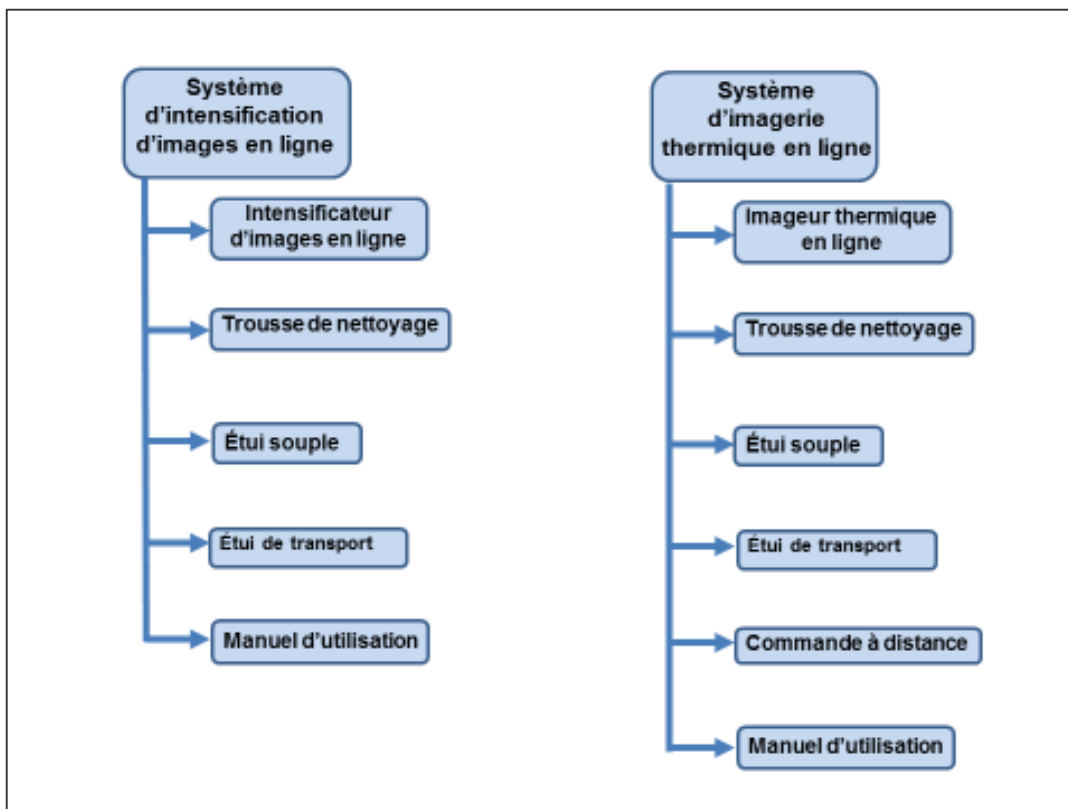 Système
d'intensification
d'images en ligne
Intensificateur
d'images en ligne
Trousse de nettoyage
Étui souple
Étui de transport
Manuel d'utilisation
Système
d'imagerie
thermique en ligne
Imageur thermique
en ligne
Trousse de nettoyage
Étui souple
Étui de transport
Commande à distance
Manuel d'utilisation